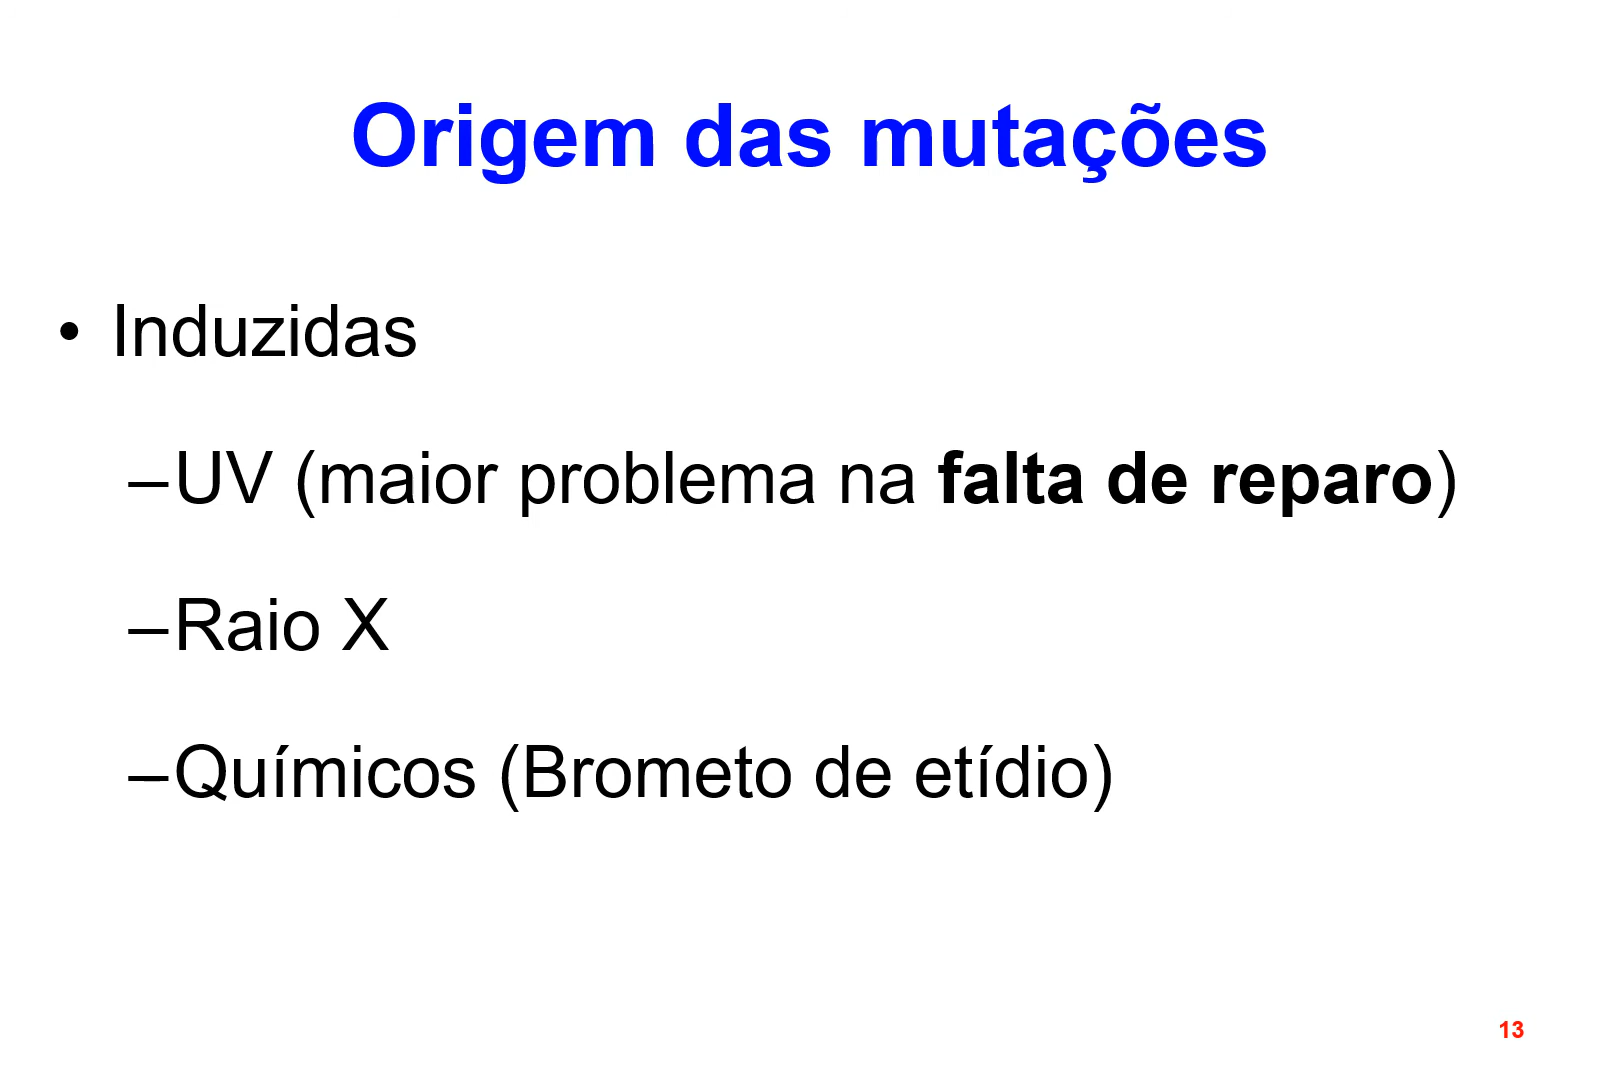 Origem das mutações
• Induzidas
–UV (maior problema na falta de reparo)
–Raio X
–Químicos (Brometo de etídio)
13